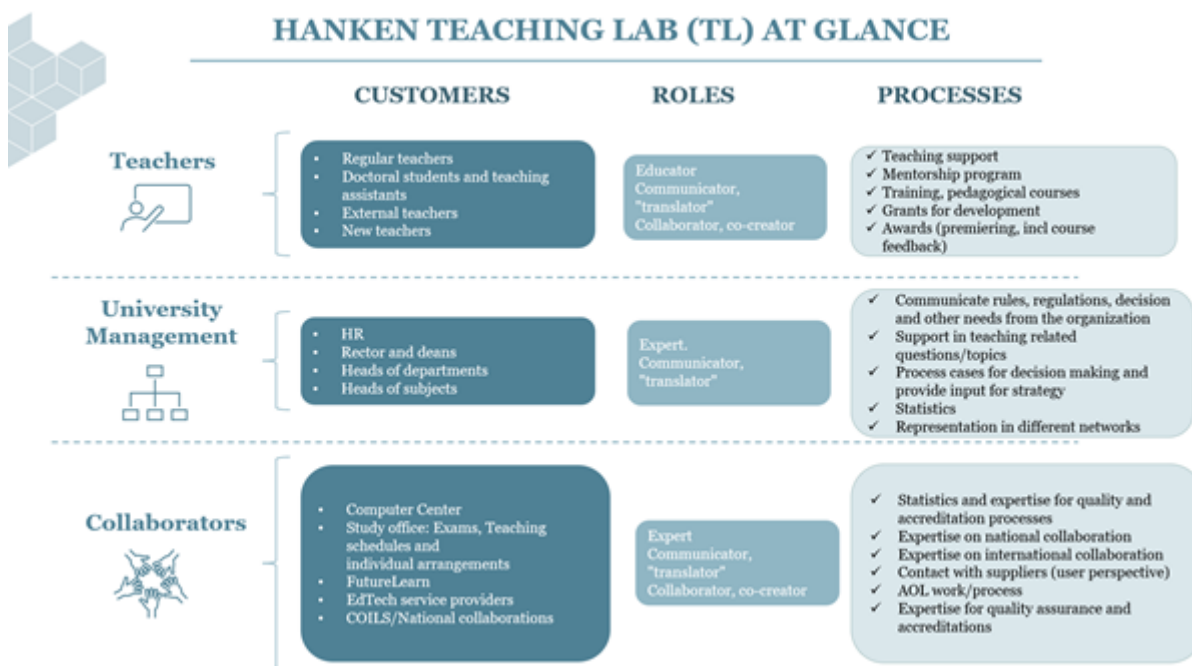 HANKEN TEACHING LAB (TL) AT GLANCE
CUSTOMERS
ROLES
PROCESSES
Teachers
• Regular teachers
• Doctoral students and teaching
assistants
• External teachers
• New teachers
Educator
Communicator,
"translator"
Collaborator, co-creator
✓ Teaching support
✓ Mentorship program
✓ Training, pedagogical courses
✓ Grants for development
✓ Awards (premiering, incl course
feedback)
University
Management
• HR
• Rector and deans
• Heads of departments
• Heads of subjects
Expert.
Communicator,
"translator"
✓ Communicate rules, regulations, decision
and other needs from the organization
✓ Support in teaching related
questions/topics
✓ Process cases for decision making and
provide input for strategy
✓ Statistics
✓ Representation in different networks
Collaborators
• Computer Center
• Study office: Exams, Teaching
schedules and
individual arrangements
• FutureLearn
• EdTech service providers
• COILS/National collaborations
Expert
Communicator,
"translator"
Collaborator, co-creator
✓ Statistics and expertise for quality and
accreditation processes
✓ Expertise on national collaboration
✓ Expertise on international collaboration
✓ Contact with suppliers (user perspective)
✓ AOL work/process
✓ Expertise for quality assurance and
accreditations